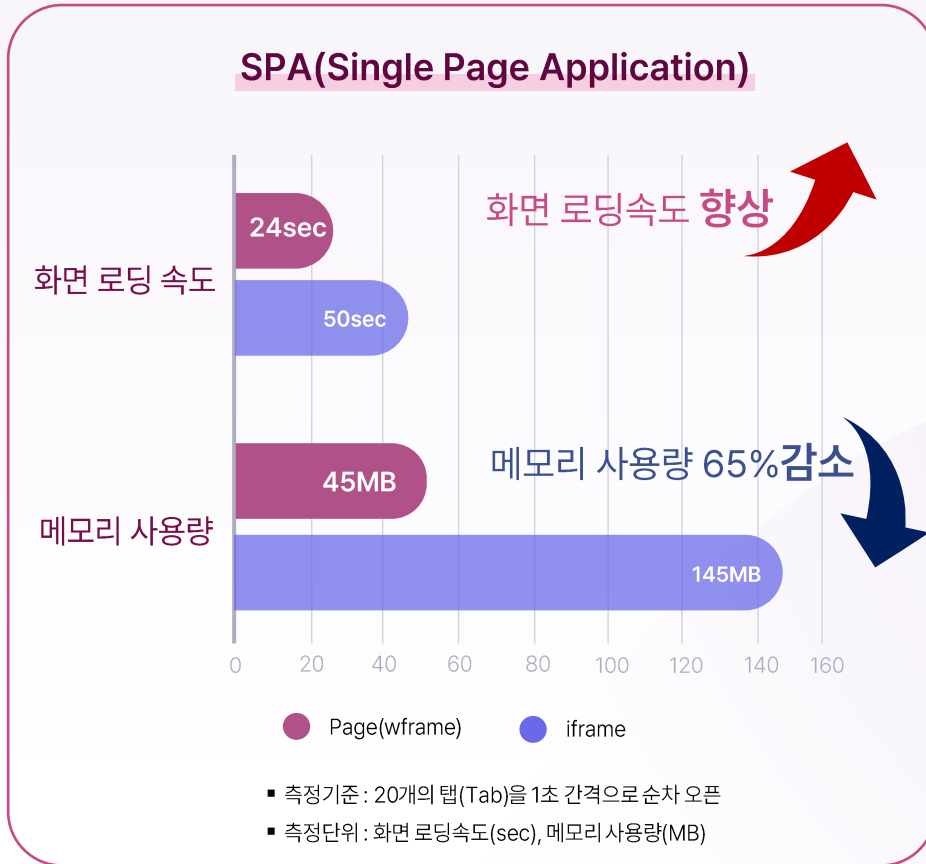 SPA(Single Page Application)
화면 로딩속도 향상
24sec
화면 로딩 속도
50sec
메모리 사용량 65%감소
45MB
메모리 사용량
145MB
0 20 40 60 80 100 120 140 160
Page(wframe) iframe
▪ 측정기준 : 20개의 탭(Tab)을 1초 간격으로 순차 오픈
▪ 측정단위 : 화면 로딩속도(sec), 메모리 사용량(MB)